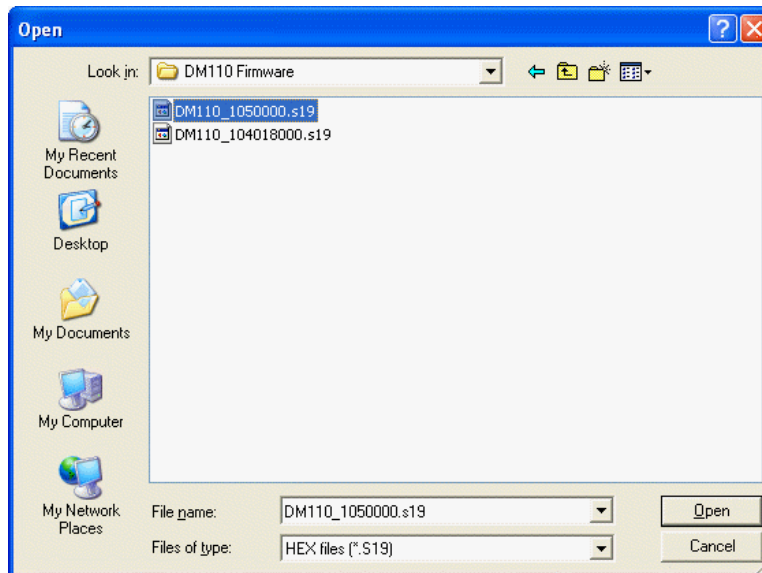 Open
Look in: DM110 Firmware
DM110_1050000.s19
DM110_104018000.s19
My Recent
Documents
Desktop
My Documents
My Computer
My Network
Places
File name: DM110_1050000.s19 Open
Files of type: HEX files (*.S19) Cancel